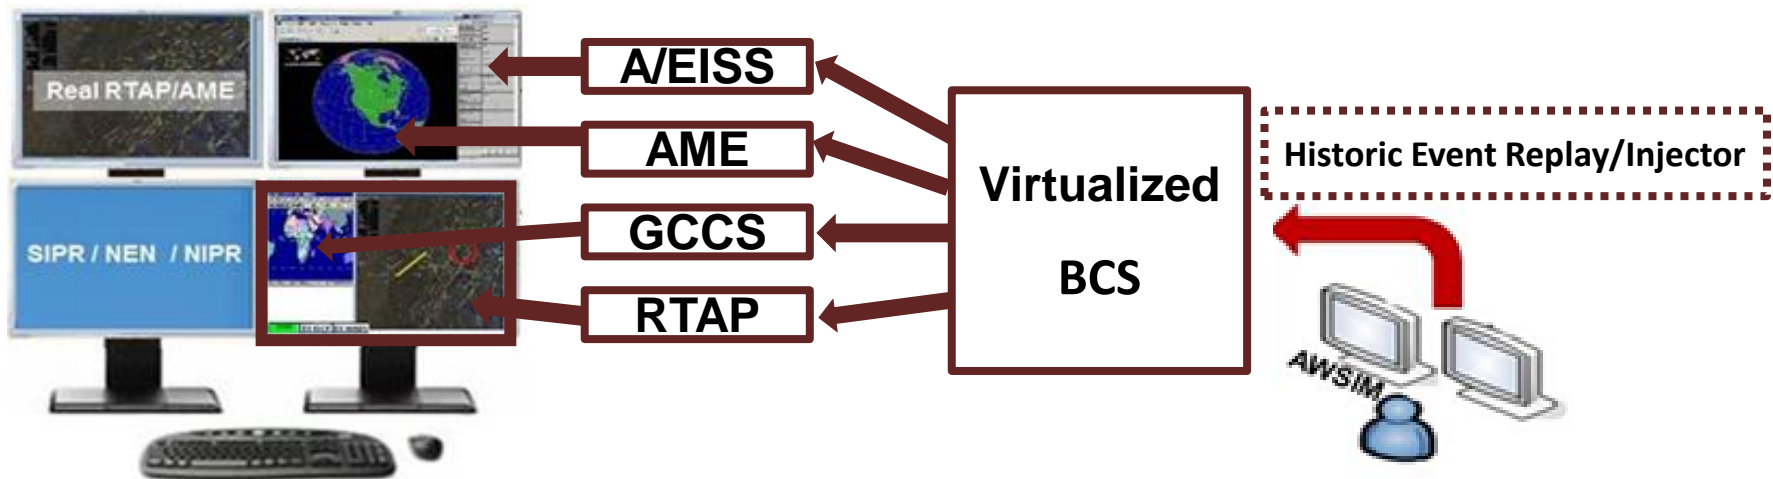 Real RTAP/AME
SIPR / NEN / NIPR
A/EISS
AME
GCCS
RTAP
Virtualized
BCS
Historic Event Replay/Injector
AWSIM